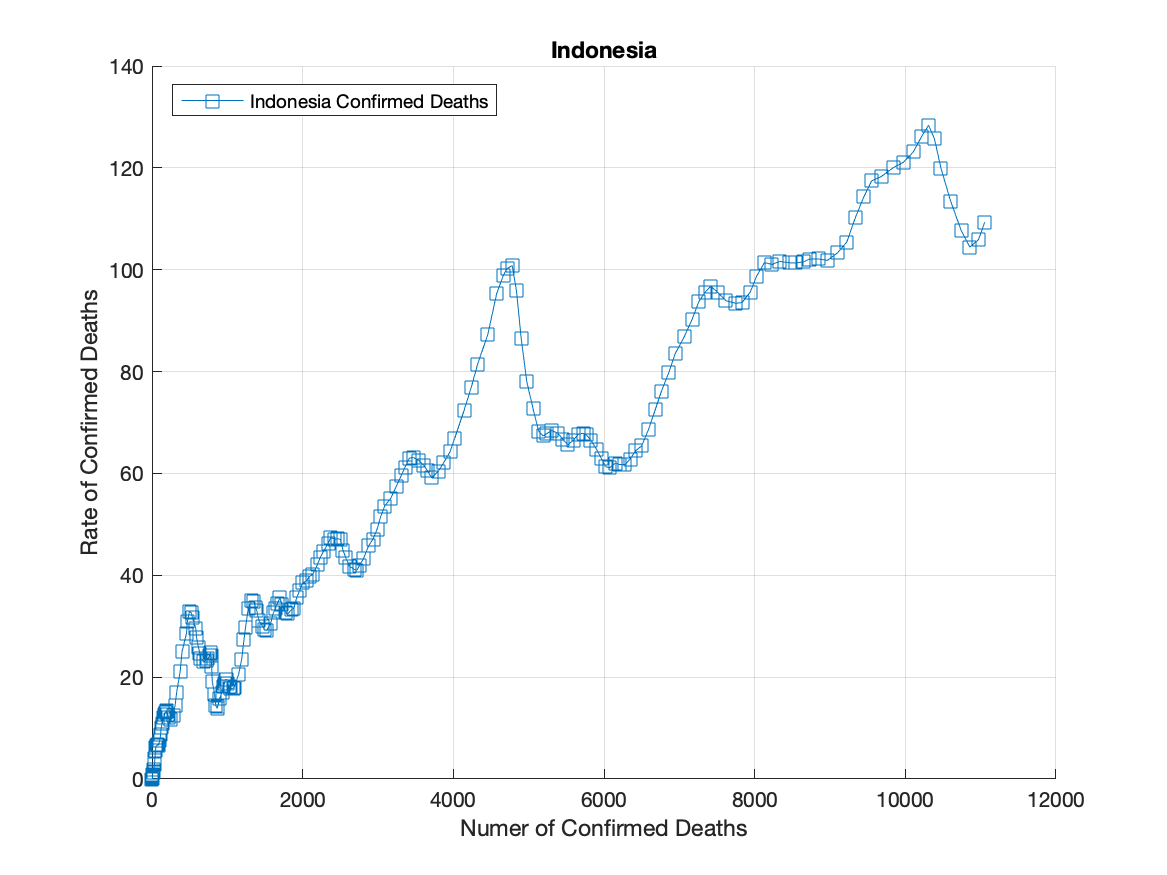 Indonesia
Indonesia Confirmed Deaths
140
120
100
80
60
40
20
0
Rate of Confirmed Deaths
0 2000 4000 6000 8000 10000 12000
Numer of Confirmed Deaths